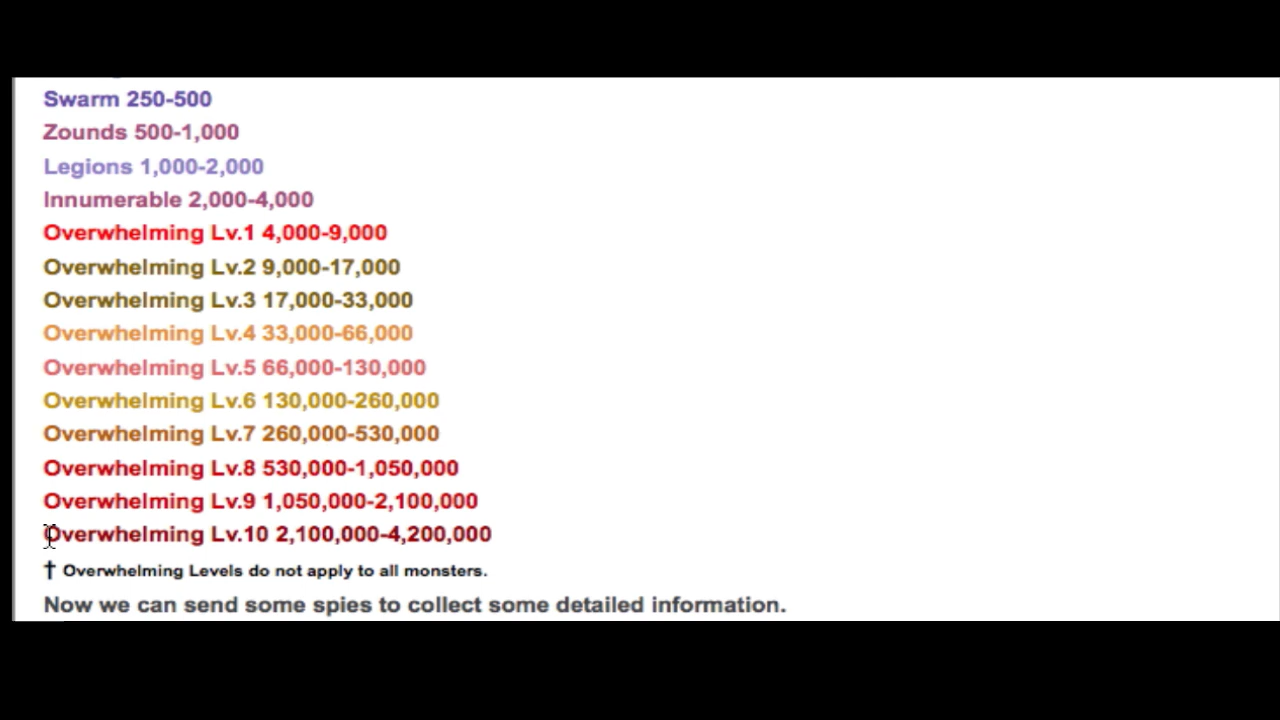 Swarm 250-500
Zounds 500-1,000
Legions 1,000-2,000
Innumerable 2,000-4,000
Overwhelming Lv.1 4,000-9,000
Overwhelming Lv.2 9,000-17,000
Overwhelming Lv.3 17,000-33,000
Overwhelming Lv.4 33,000-66,000
Overwhelming Lv.5 66,000-130,000
Overwhelming Lv.6 130,000-260,000
Overwhelming Lv.7 260,000-530,000
Overwhelming Lv.8 530,000-1,050,000
Overwhelming Lv.9 1,050,000-2,100,000
Overwhelming Lv.10 2,100,000-4,200,000
† Overwhelming Levels do not apply to all monsters.
Now we can send some spies to collect some detailed information.